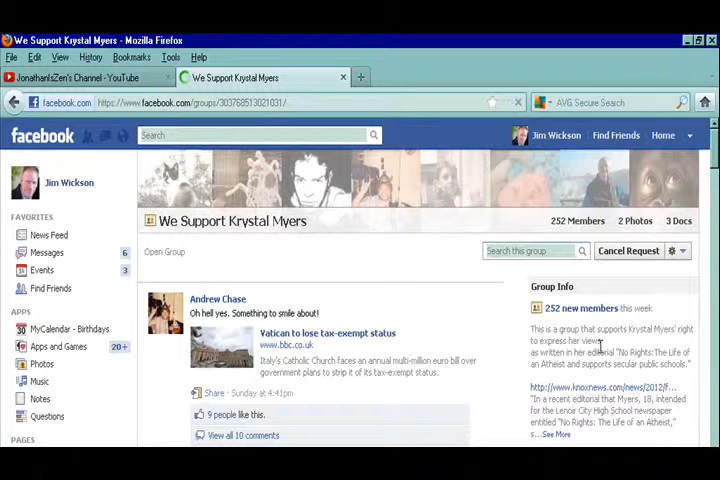 We Support Krystal Myers - Mozilla Firefox
File Edit View History Bookmarks Tools Help
JonathanIsZen's Channel - YouTube
We Support Krystal Myers
facebook.com https://www.facebook.com/groups/303768513021031/
AVG Secure Search
facebook
Search
Jim Wickson Find Friends Home
Jim Wickson
We Support Krystal Myers
252 Members 2 Photos 3 Docs
Open Group
Search this group
Cancel Request
FAVORITES
News Feed
Messages 6
Events 3
Find Friends
APPS
MyCalendar - Birthdays
Apps and Games 20+
Photos
Music
Notes
Questions
PAGES
Andrew Chase
Oh hell yes. Something to smile about!
Vatican to lose tax-exempt status
www.bbc.co.uk
Italy's Catholic Church faces an annual multi-million euro bill over
government plans to strip it of its tax-exempt status.
Share · Sunday at 4:41pm
9 people like this.
View all 10 comments
Group Info
252 new members this week
This is a group that supports Krystal Myers' right
to express her views
as written in her editorial "No Rights:The Life of
an Atheist and supports secular public schools."
http://www.knoxnews.com/news/2012/f...
"In a recent editorial that Myers, 18, intended
for the Lenoir City High School newspaper
entitled "No Rights: The Life of an Atheist,"
s...See More